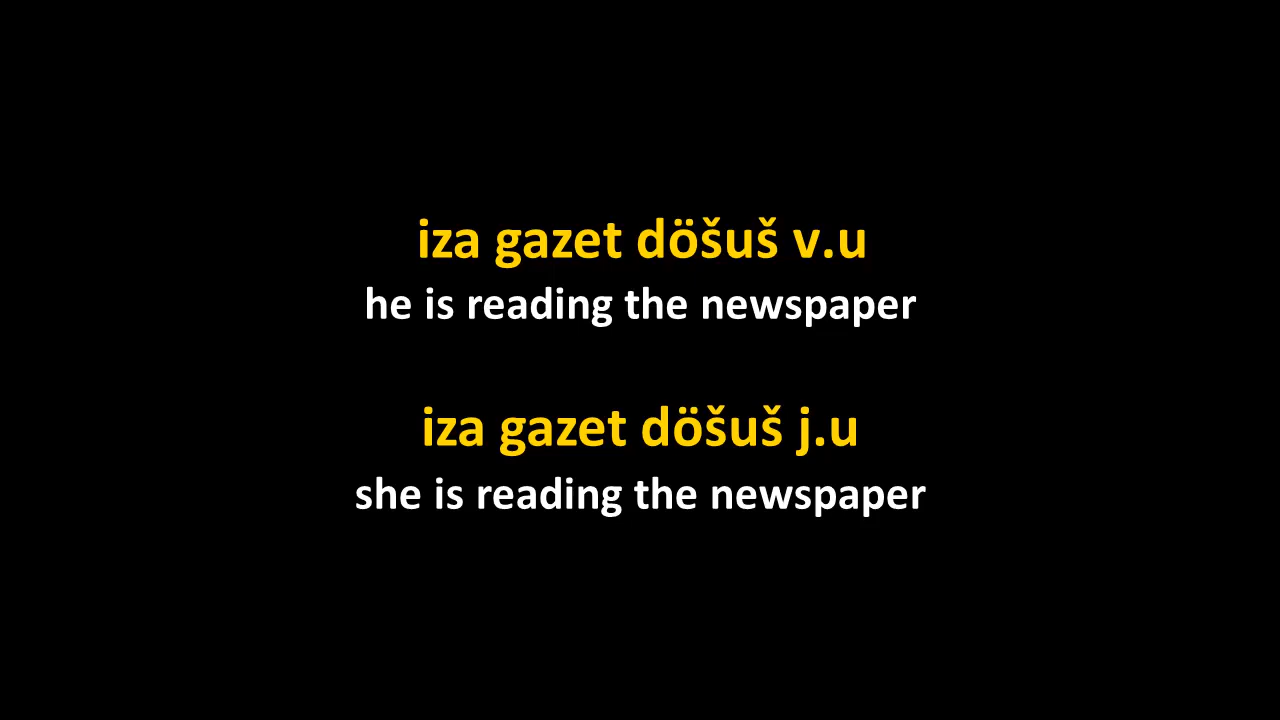 iza gazet döšuš v.u
he is reading the newspaper
iza gazet döšuš j.u
she is reading the newspaper